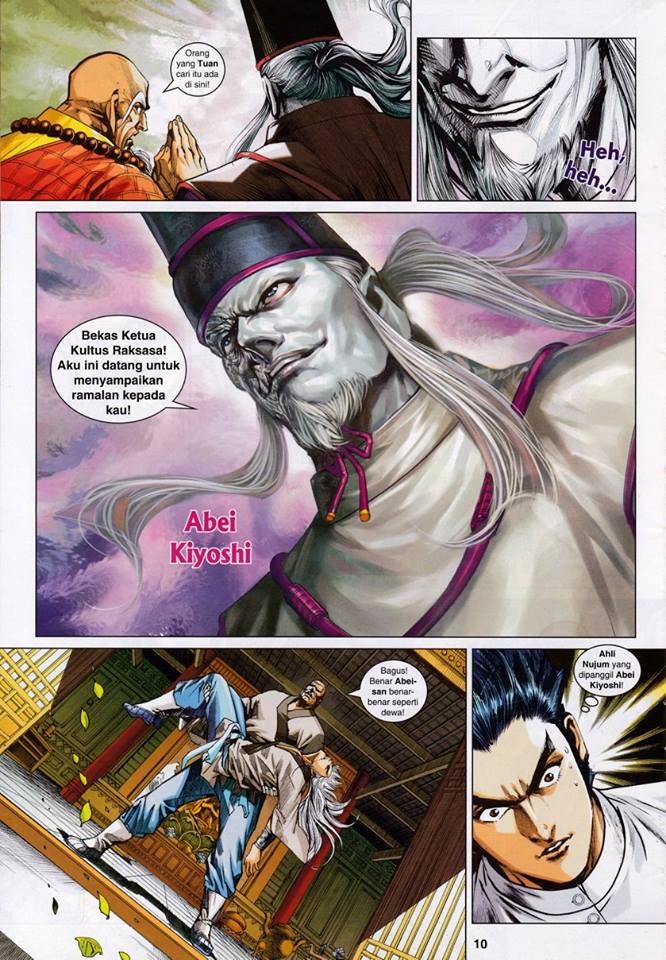 Orang
yang Tuan
cari itu ada
di sini!
Heh,
heh...
Bekas Ketua
Kultus Raksasa!
Aku ini datang untuk
menyampaikan
ramalan kepada
kau!
Abei
Kiyoshi
Bagus!
Benar Abei-
san benar-
benar seperti
dewa!
Ahli
Nujum yang
dipanggil Abei
Kiyoshi!
10